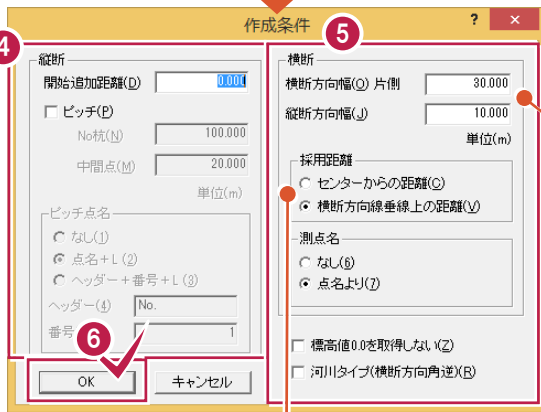 作成条件
? ×
4
5
縦断
開始追加距離(D) 0.000
ピッチ(P)
No杭(N) 100.000
中間点(M) 20.000
単位(m)
ピッチ点名
なし(1)
点名+L(2)
ヘッダー+番号+L(3)
ヘッダー(4) No.
番号 1
6
OK
キャンセル
横断
横断方向幅(O) 片側 30.000
縦断方向幅(J) 10.000
単位(m)
採用距離
センターからの距離(C)
横断方向線垂線上の距離(V)
測点名
なし(6)
点名より(7)
標高値0.0を取得しない(Z)
河川タイプ(横断方向角逆)(R)